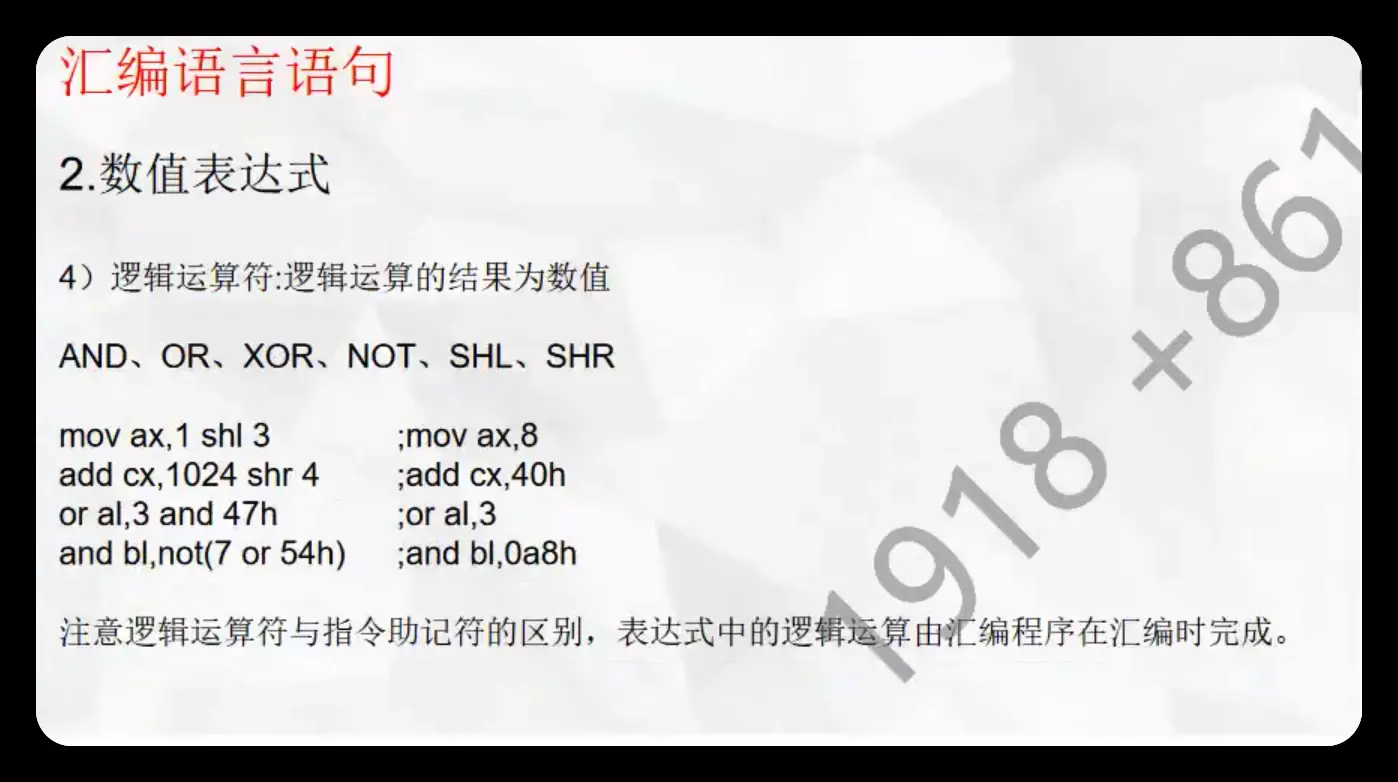 汇编语言语句
2.数值表达式
4）逻辑运算符:逻辑运算的结果为数值
AND、OR、XOR、NOT、SHL、SHR
mov ax,1 shl 3 ;mov ax,8
add cx,1024 shr 4 ;add cx,40h
or al,3 and 47h ;or al,3
and bl,not(7 or 54h) ;and bl,0a8h
注意逻辑运算符与指令助记符的区别，表达式中的逻辑运算由汇编程序在汇编时完成。
1918 +861